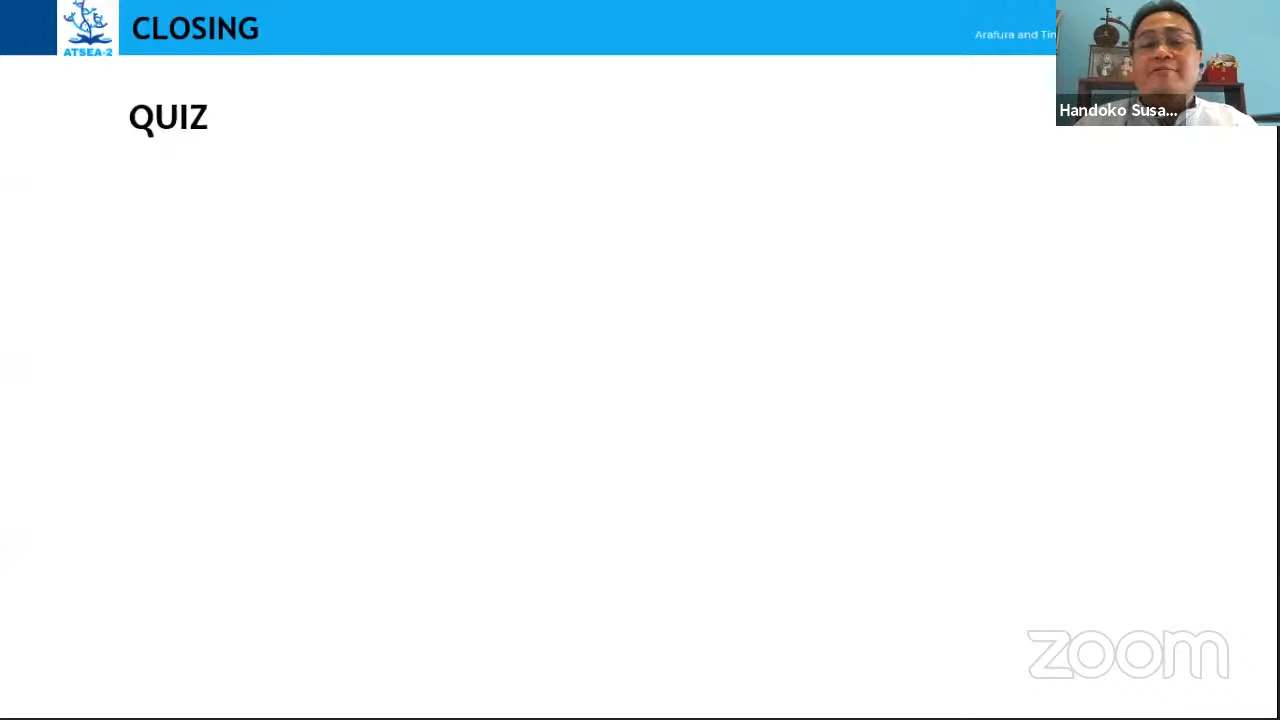 CLOSING
Arafura and Tim
ATSEA-2
QUIZ
Handoko Susa...
zoom